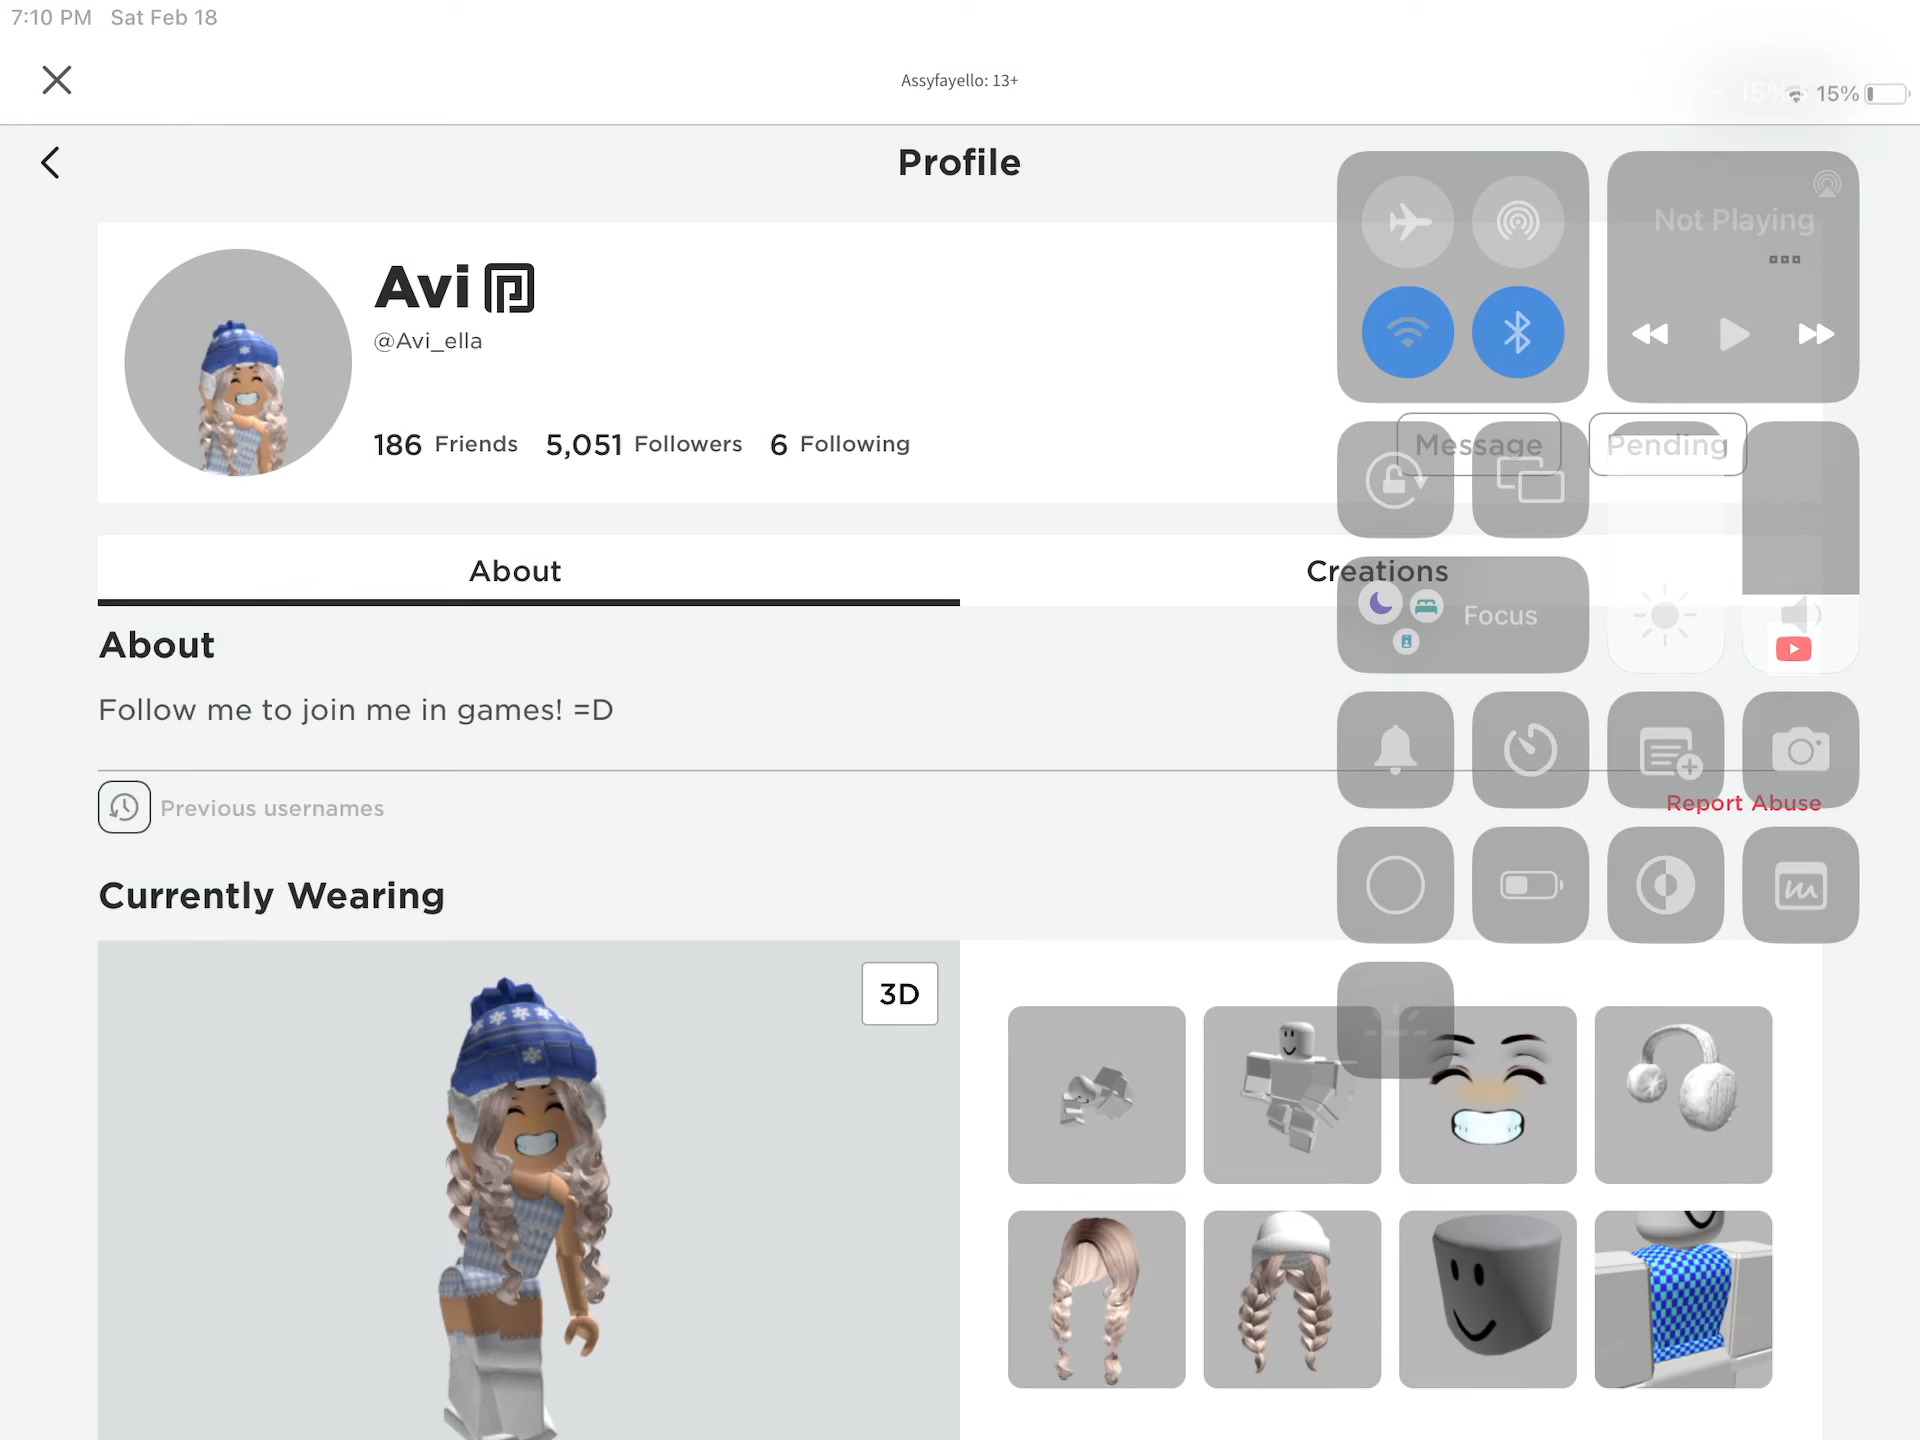 7:10 PM Sat Feb 18
Assyfayello: 13+
15%
Profile
Not Playing
Avi
@Avi_ella
186 Friends 5,051 Followers 6 Following
Message Pending
About Creations
Focus
About
Follow me to join me in games! =D
Previous usernames
Report Abuse
Currently Wearing
3D